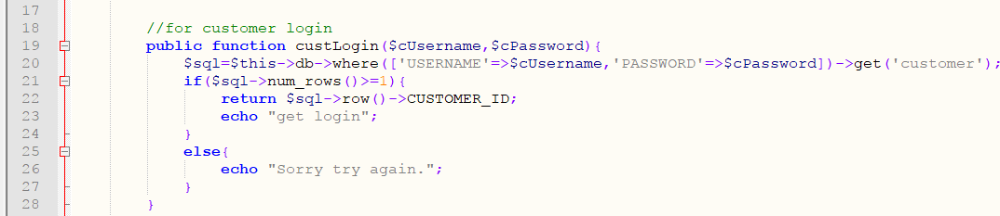 17
18 //for customer login
19 public function custLogin($cUsername,$cPassword){
20 $sql=$this->db->where(['USERNAME'=>$cUsername,'PASSWORD'=>$cPassword])->get('customer');
21 if($sql->num_rows()>=1){
22 return $sql->row()->CUSTOMER_ID;
23 echo "get login";
24 }
25 else{
26 echo "Sorry try again.";
27 }
28 }